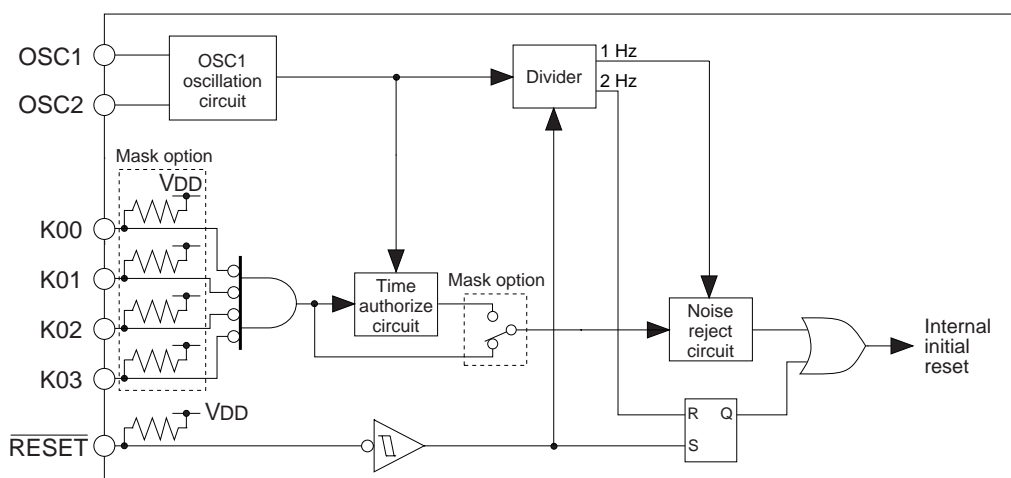 OSC1
OSC2
OSC1
oscillation
circuit
Divider
1 Hz
2 Hz
Mask option
VDD
K00
K01
K02
K03
Time
authorize
circuit
Mask option
Noise
reject
circuit
Internal
initial
reset
VDD
RESET
R Q
S